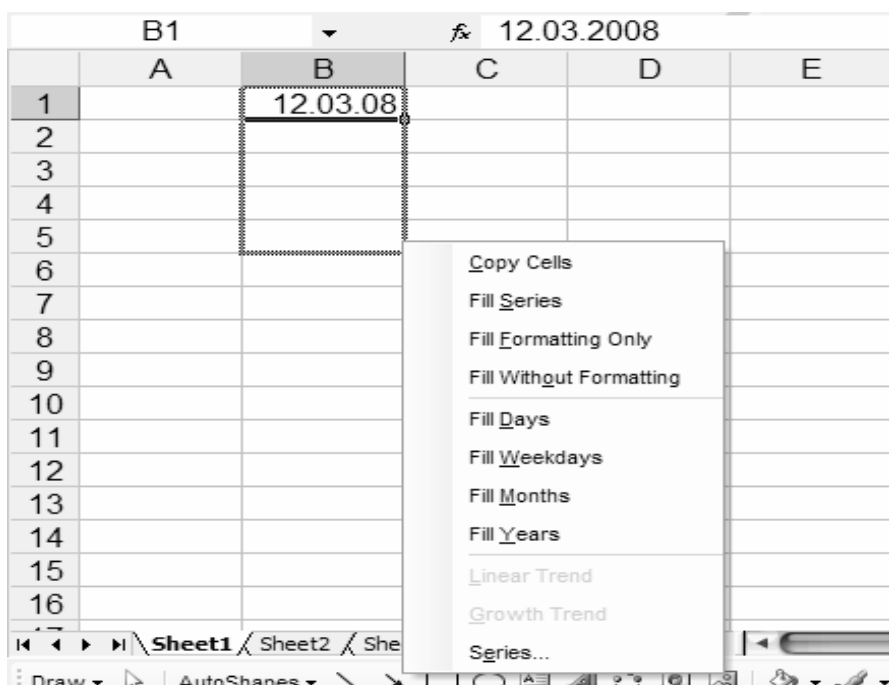 B1 fx 12.03.2008
A B C D E
1 12.03.08
2
3
4
5
Copy Cells
6
Fill Series
7
Fill Formatting Only
8
Fill Without Formatting
9
10
Fill Days
11
Fill Weekdays
12
Fill Months
13
Fill Years
14
15
Linear Trend
16
Growth Trend
Sheet1 Sheet2 She
Series...
Draw AutoShapes